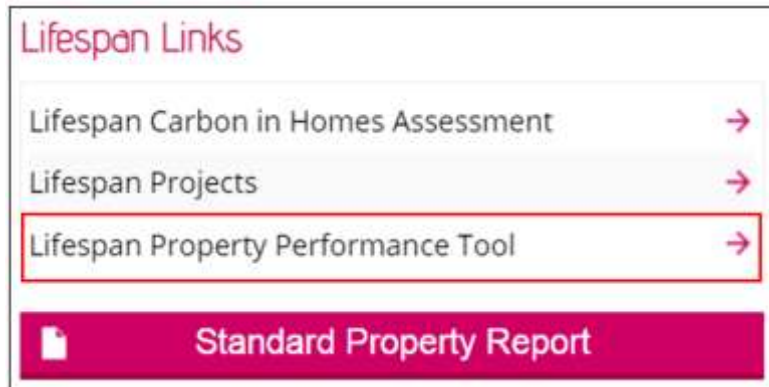 Lifespan Links
Lifespan Carbon in Homes Assessment
Lifespan Projects
Lifespan Property Performance Tool
Standard Property Report